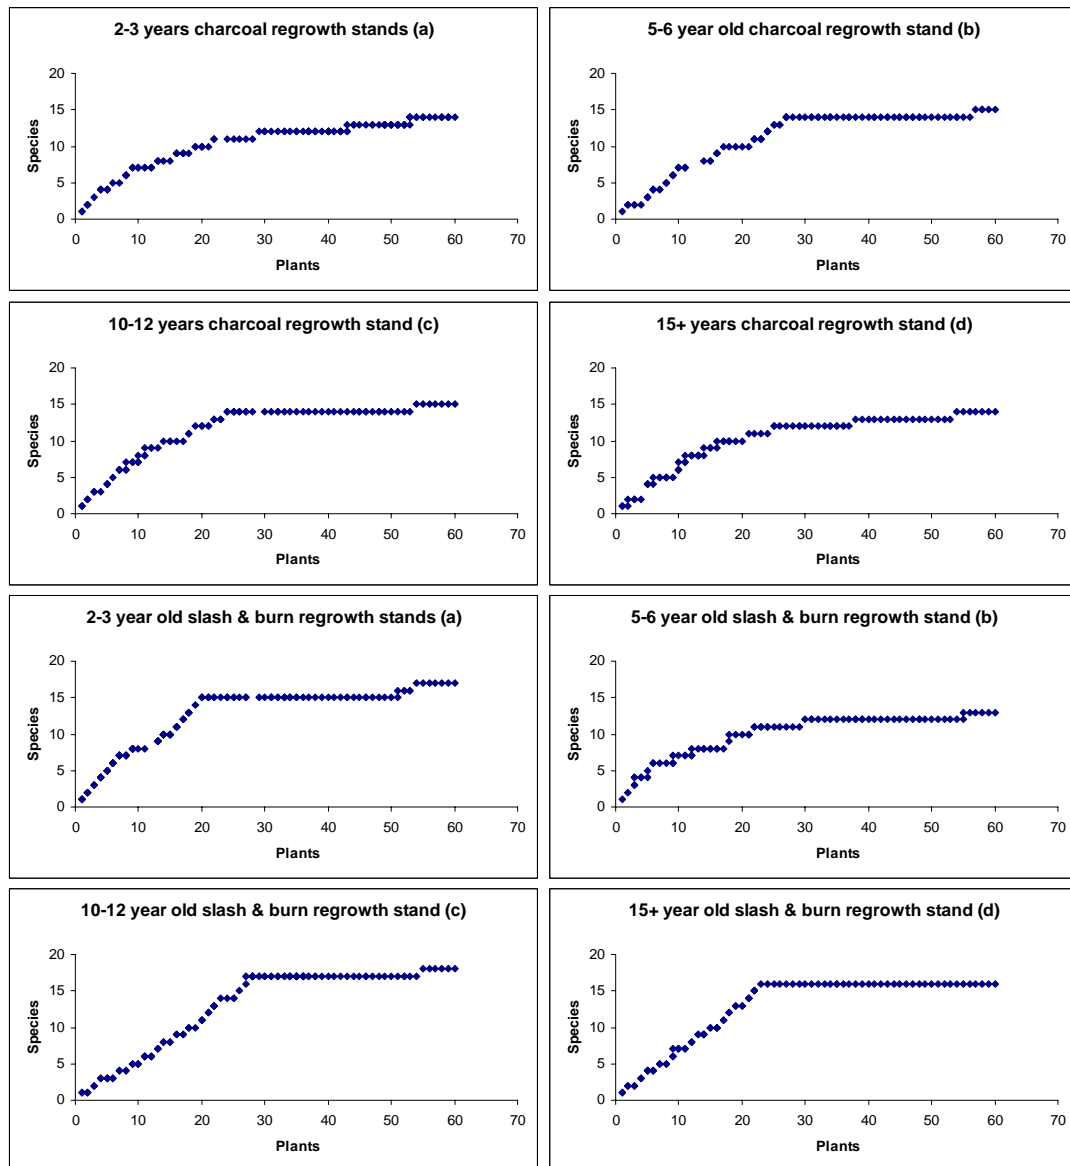 2-3 years charcoal regrowth stands (a)
20
15
10
5
0
Species
0 10 20 30 40 50 60 70
Plants
5-6 year old charcoal regrowth stand (b)
20
15
10
5
0
Species
0 10 20 30 40 50 60 70
Plants
10-12 years charcoal regrowth stand (c)
20
15
10
5
0
Species
0 10 20 30 40 50 60 70
Plants
15+ years charcoal regrowth stand (d)
20
15
10
5
0
Species
0 10 20 30 40 50 60 70
Plants
2-3 year old slash & burn regrowth stands (a)
20
15
10
5
0
Species
0 10 20 30 40 50 60 70
Plants
5-6 year old slash & burn regrowth stand (b)
20
15
10
5
0
Species
0 10 20 30 40 50 60 70
Plants
10-12 year old slash & burn regrowth stand (c)
20
15
10
5
0
Species
0 10 20 30 40 50 60 70
Plants
15+ year old slash & burn regrowth stand (d)
20
15
10
5
0
Species
0 10 20 30 40 50 60 70
Plants